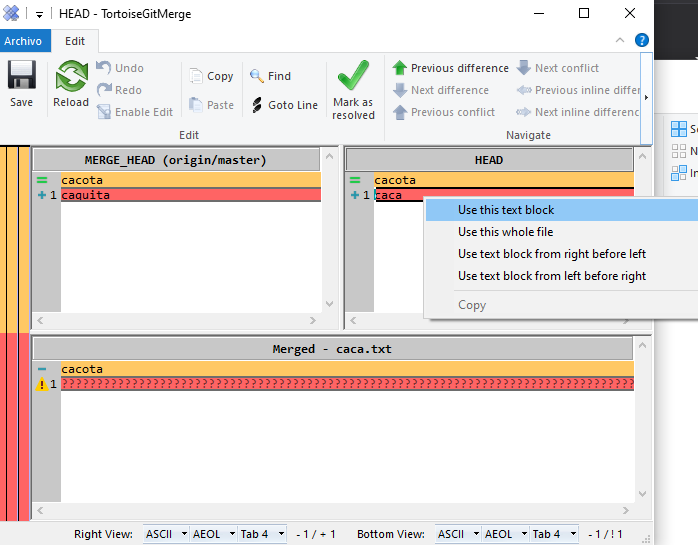 HEAD - TortoiseGitMerge
Archivo
Edit
Save
Reload
Undo
Redo
Enable Edit
Copy
Paste
Find
Goto Line
Mark as
resolved
Previous difference
Next difference
Previous conflict
Next conflict
Previous inline differ
Next inline differenc
Edit
Navigate
MERGE_HEAD (origin/master)
cacota
1 caquita
HEAD
cacota
1 caca
Use this text block
Use this whole file
Use text block from right before left
Use text block from left before right
Copy
Merged - caca.txt
cacota
1 ????????????????????????????????????????????????????????????????????????????????
Right View: ASCII AEOL Tab 4 - 1 / + 1 Bottom View: ASCII AEOL Tab 4 - 1 / ! 1
Se
N
In